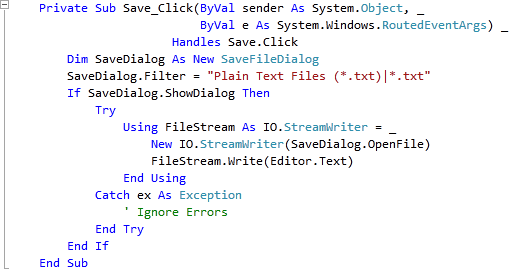 Private Sub Save_Click(ByVal sender As System.Object, _
ByVal e As System.Windows.RoutedEventArgs) _
Handles Save.Click
Dim SaveDialog As New SaveFileDialog
SaveDialog.Filter = "Plain Text Files (*.txt)|*.txt"
If SaveDialog.ShowDialog Then
Try
Using FileStream As IO.StreamWriter = _
New IO.StreamWriter(SaveDialog.OpenFile)
FileStream.Write(Editor.Text)
End Using
Catch ex As Exception
' Ignore Errors
End Try
End If
End Sub